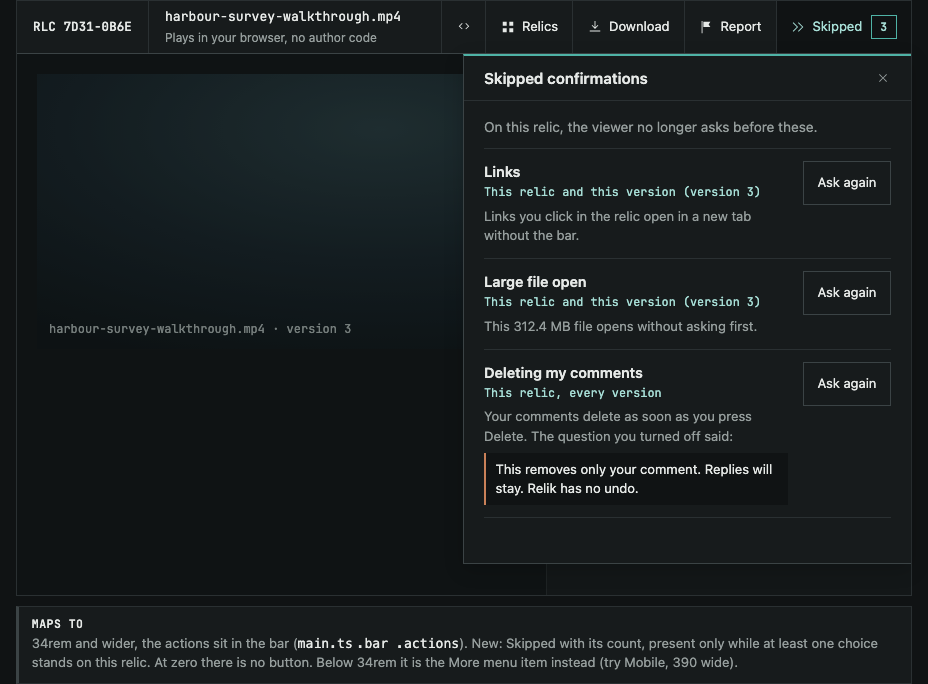 RLC 7D31-0B6E
harbour-survey-walkthrough.mp4
Plays in your browser, no author code
<>
Relics
Download
Report
Skipped 3
Skipped confirmations
×
On this relic, the viewer no longer asks before these.
Links
This relic and this version (version 3)
Links you click in the relic open in a new tab
without the bar.
Ask again
Large file open
This relic and this version (version 3)
This 312.4 MB file opens without asking first.
Ask again
Deleting my comments
This relic, every version
Your comments delete as soon as you press
Delete. The question you turned off said:
This removes only your comment. Replies will
stay. Relik has no undo.
Ask again
harbour-survey-walkthrough.mp4 · version 3
MAPS TO
34rem and wider, the actions sit in the bar (main.ts .bar .actions). New: Skipped with its count, present only while at least one choice
stands on this relic. At zero there is no button. Below 34rem it is the More menu item instead (try Mobile, 390 wide).